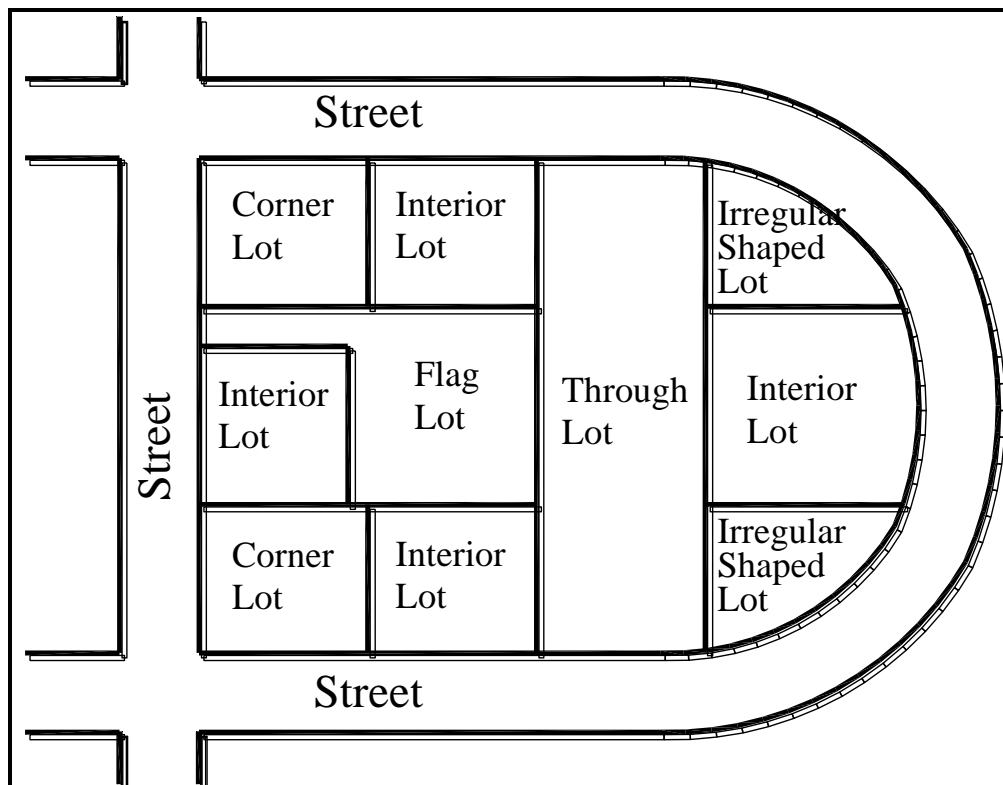 Street
Corner
Lot
Interior
Lot
Irregular
Shaped
Lot
Street
Interior
Lot
Flag
Lot
Through
Lot
Interior
Lot
Corner
Lot
Interior
Lot
Irregular
Shaped
Lot
Street